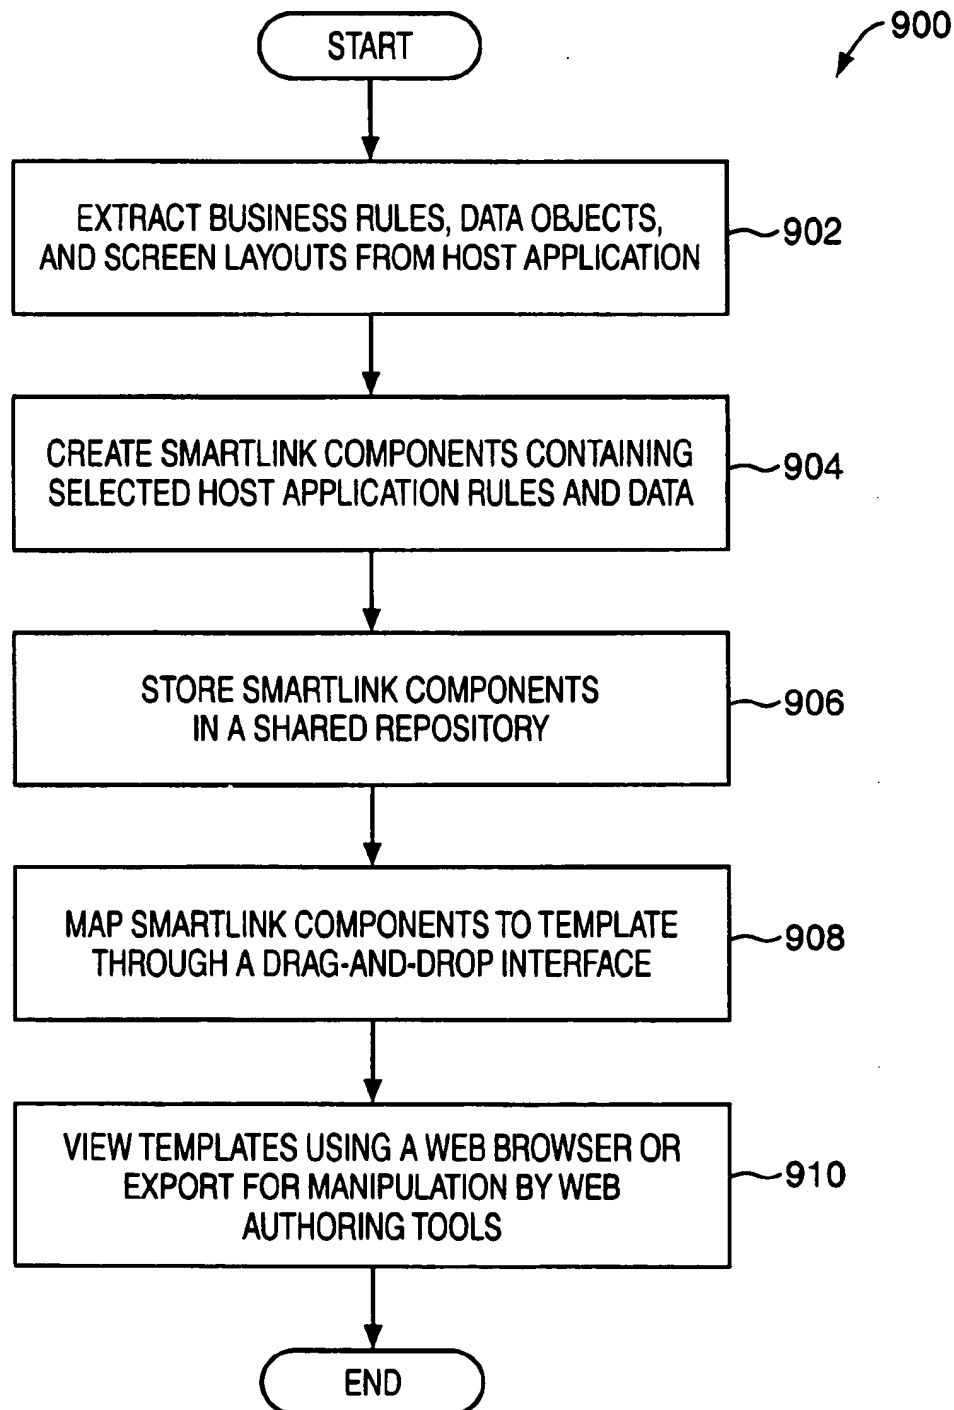 START
900
EXTRACT BUSINESS RULES, DATA OBJECTS,
AND SCREEN LAYOUTS FROM HOST APPLICATION
902
CREATE SMARTLINK COMPONENTS CONTAINING
SELECTED HOST APPLICATION RULES AND DATA
904
STORE SMARTLINK COMPONENTS
IN A SHARED REPOSITORY
906
MAP SMARTLINK COMPONENTS TO TEMPLATE
THROUGH A DRAG-AND-DROP INTERFACE
908
VIEW TEMPLATES USING A WEB BROWSER OR
EXPORT FOR MANIPULATION BY WEB
AUTHORING TOOLS
910
END